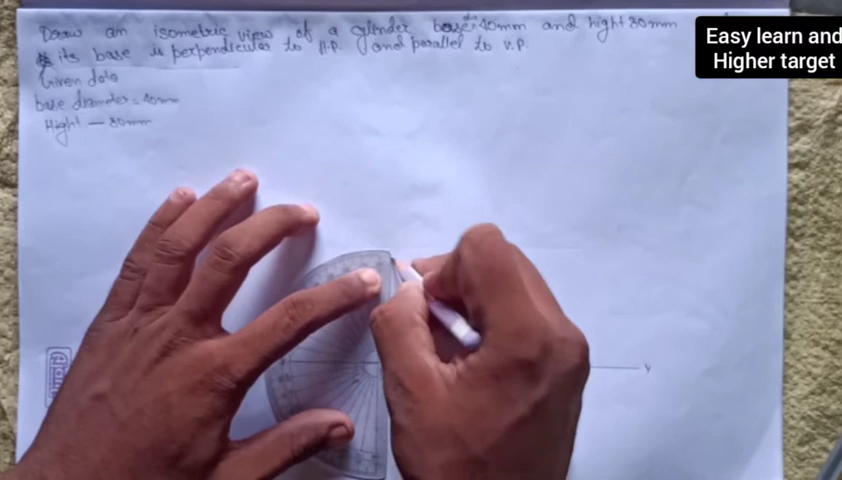 Draw an isometric view of a cylinder base dia 40mm and hight 80mm
its base is perpendicular to H.P. and parallel to V.P.
Given data
base diameter = 40mm
Hight — 80mm
Easy learn and
Higher target
y